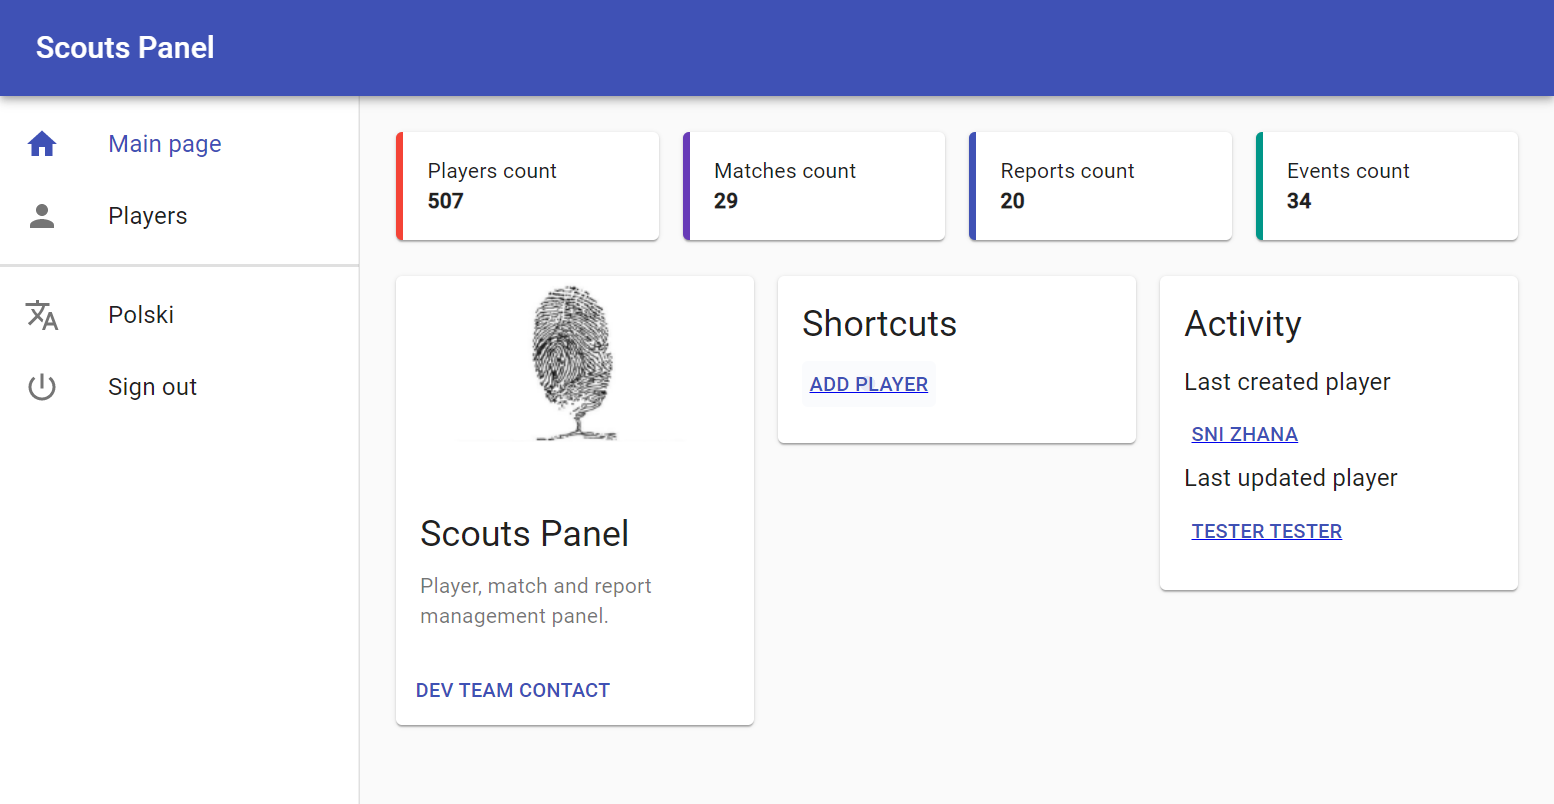 Scouts Panel
Main page
Players
Polski
Sign out
Players count
507
Matches count
29
Reports count
20
Events count
34
Scouts Panel
Player, match and report
management panel.
DEV TEAM CONTACT
Shortcuts
ADD PLAYER
Activity
Last created player
SNI ZHANA
Last updated player
TESTER TESTER